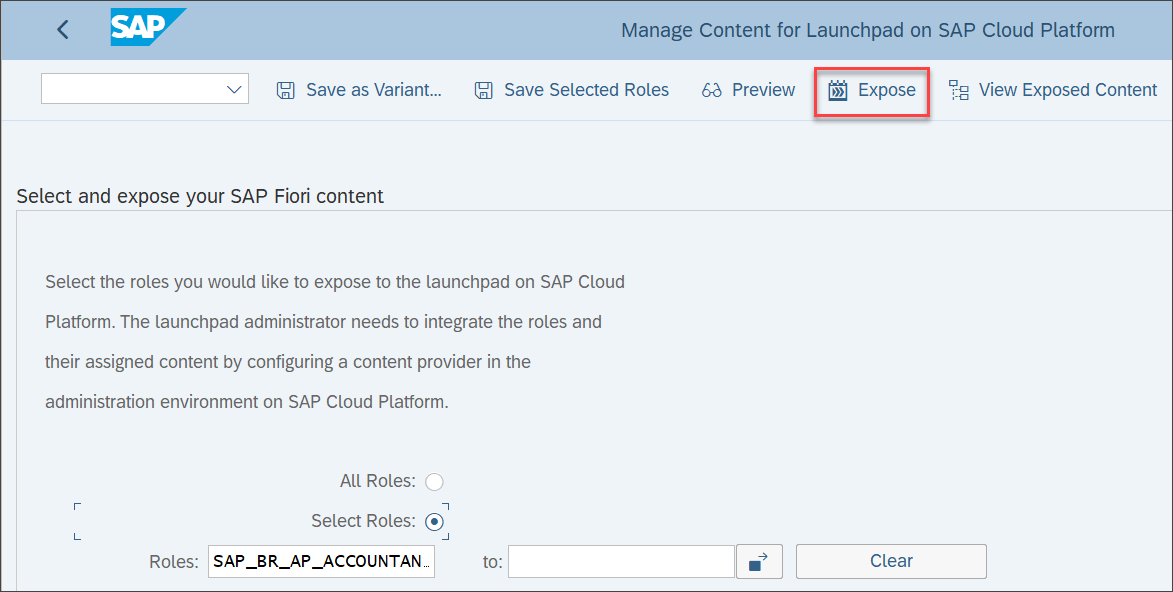 SAP Manage Content for Launchpad on SAP Cloud Platform
Save as Variant... Save Selected Roles Preview Expose View Exposed Content
Select and expose your SAP Fiori content
Select the roles you would like to expose to the launchpad on SAP Cloud
Platform. The launchpad administrator needs to integrate the roles and
their assigned content by configuring a content provider in the
administration environment on SAP Cloud Platform.
All Roles:
Select Roles:
Roles: SAP_BR_AP_ACCOUNTAN... to: Clear